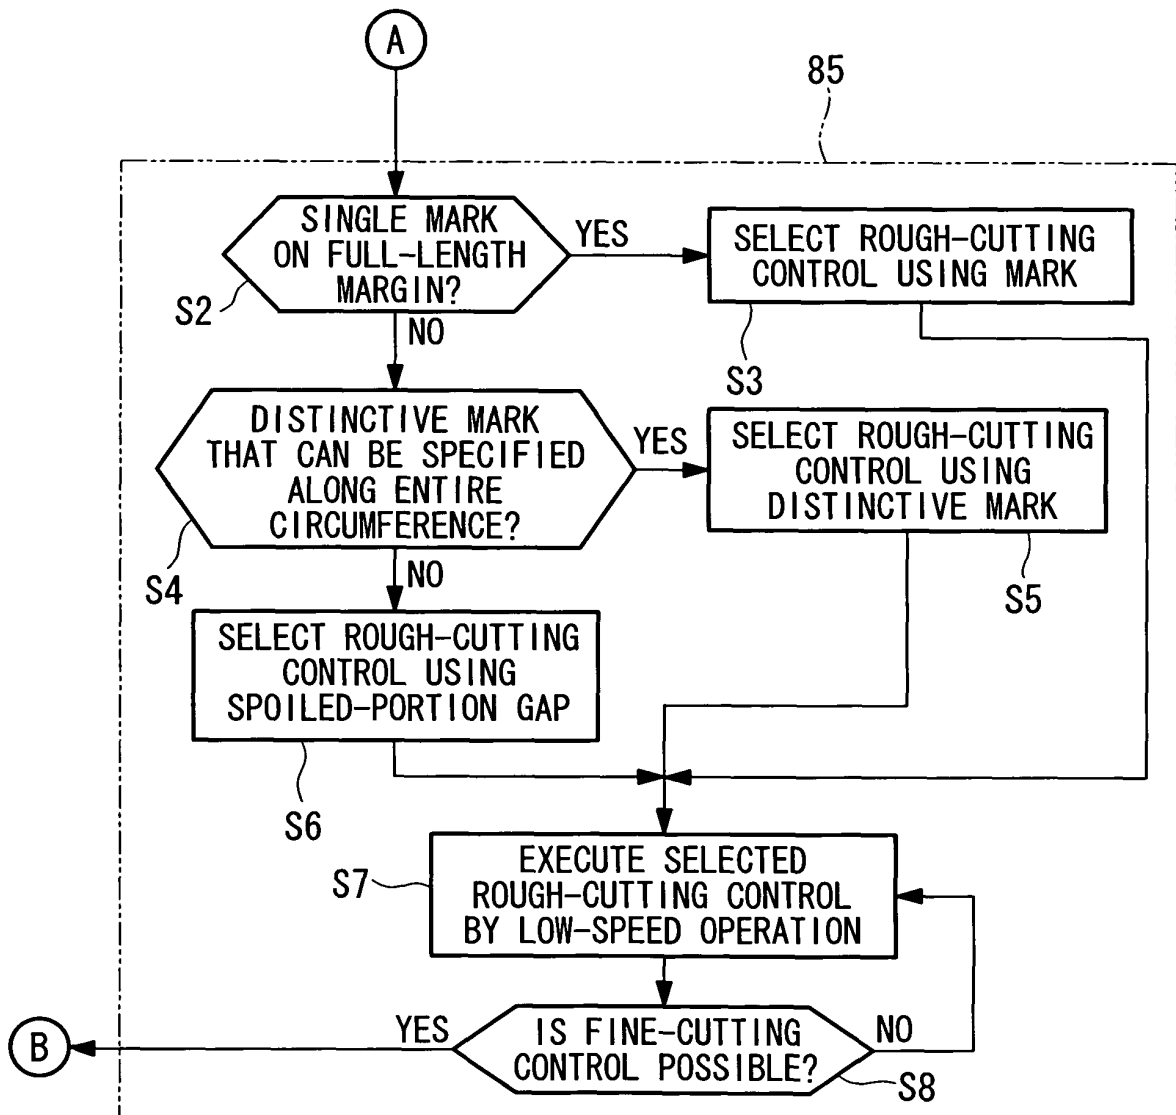 A
85
SINGLE MARK
ON FULL-LENGTH
MARGIN?
S2
YES
SELECT ROUGH-CUTTING
CONTROL USING MARK
S3
NO
DISTINCTIVE MARK
THAT CAN BE SPECIFIED
ALONG ENTIRE
CIRCUMFERENCE?
S4
YES
SELECT ROUGH-CUTTING
CONTROL USING
DISTINCTIVE MARK
S5
NO
SELECT ROUGH-CUTTING
CONTROL USING
SPOILED-PORTION GAP
S6
S7
EXECUTE SELECTED
ROUGH-CUTTING CONTROL
BY LOW-SPEED OPERATION
B
YES
IS FINE-CUTTING
CONTROL POSSIBLE?
NO
S8